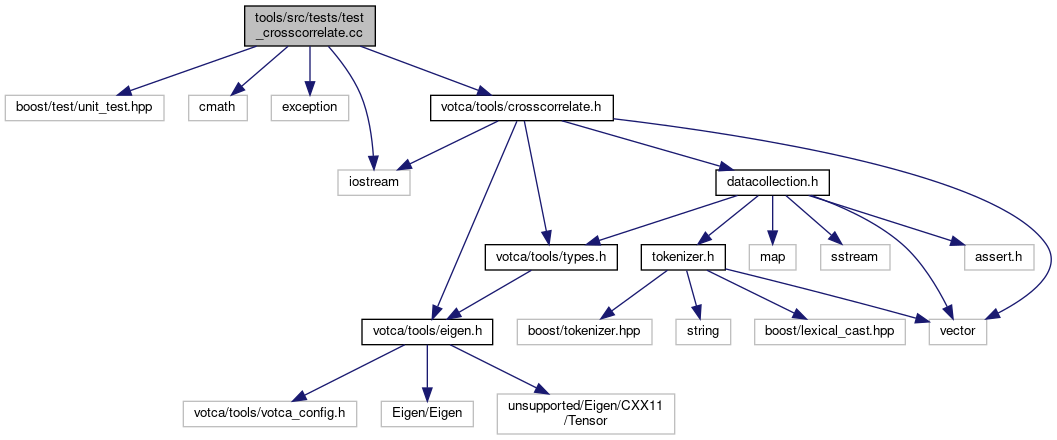 tools/src/tests/test
_crosscorrelate.cc
boost/test/unit_test.hpp
cmath
exception
votca/tools/crosscorrelate.h
iostream
datacollection.h
votca/tools/types.h
tokenizer.h
map
sstream
assert.h
votca/tools/eigen.h
boost/tokenizer.hpp
string
boost/lexical_cast.hpp
vector
votca/tools/votca_config.h
Eigen/Eigen
unsupported/Eigen/CXX11
/Tensor